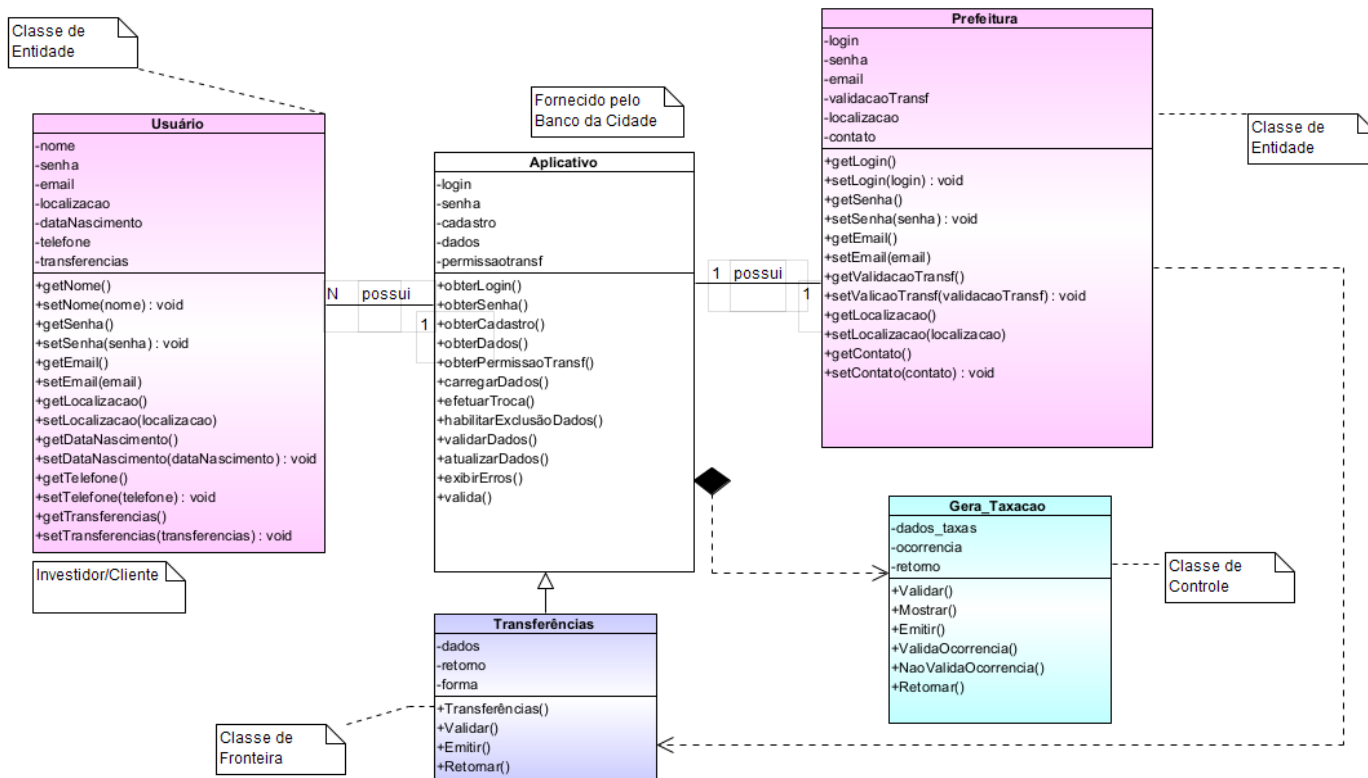 Classe de
Entidade
Usuário
-nome
-senha
-email
-localizacao
-dataNascimento
-telefone
-transferencias
+getNome()
+setNome(nome) : void
+getSenha()
+setSenha(senha) : void
+getEmail()
+setEmail(email)
+getLocalizacao()
+setLocalizacao(localizacao)
+getDataNascimento()
+setDataNascimento(dataNascimento) : void
+getTelefone()
+setTelefone(telefone) : void
+getTransferencias()
+setTransferencias(transferencias) : void
Investidor/Cliente
N possui
1
Fornecido pelo
Banco da Cidade
Aplicativo
-login
-senha
-cadastro
-dados
-permissaotransf
+obterLogin()
+obterSenha()
+obterCadastro()
+obterDados()
+obterPermissaoTransf()
+carregarDados()
+efetuarTroca()
+habilitarExclusãoDados()
+validarDados()
+atualizarDados()
+exibirErros()
+valida()
1 possui
1
Prefeitura
-login
-senha
-email
-validacaoTransf
-localizacao
-contato
+getLogin()
+setLogin(login) : void
+getSenha()
+setSenha(senha) : void
+getEmail()
+setEmail(email)
+getValidacaoTransf()
+setValicaoTransf(validacaoTransf) : void
+getLocalizacao()
+setLocalizacao(localizacao)
+getContato()
+setContato(contato) : void
Classe de
Entidade
Gera_Taxacao
-dados_taxas
-ocorrencia
-retorno
+Validar()
+Mostrar()
+Emitir()
+ValidaOcorrencia()
+NaoValidaOcorrencia()
+Retornar()
Classe de
Controle
Transferências
-dados
-retorno
-forma
+Transferências()
+Validar()
+Emitir()
+Retornar()
Classe de
Fronteira